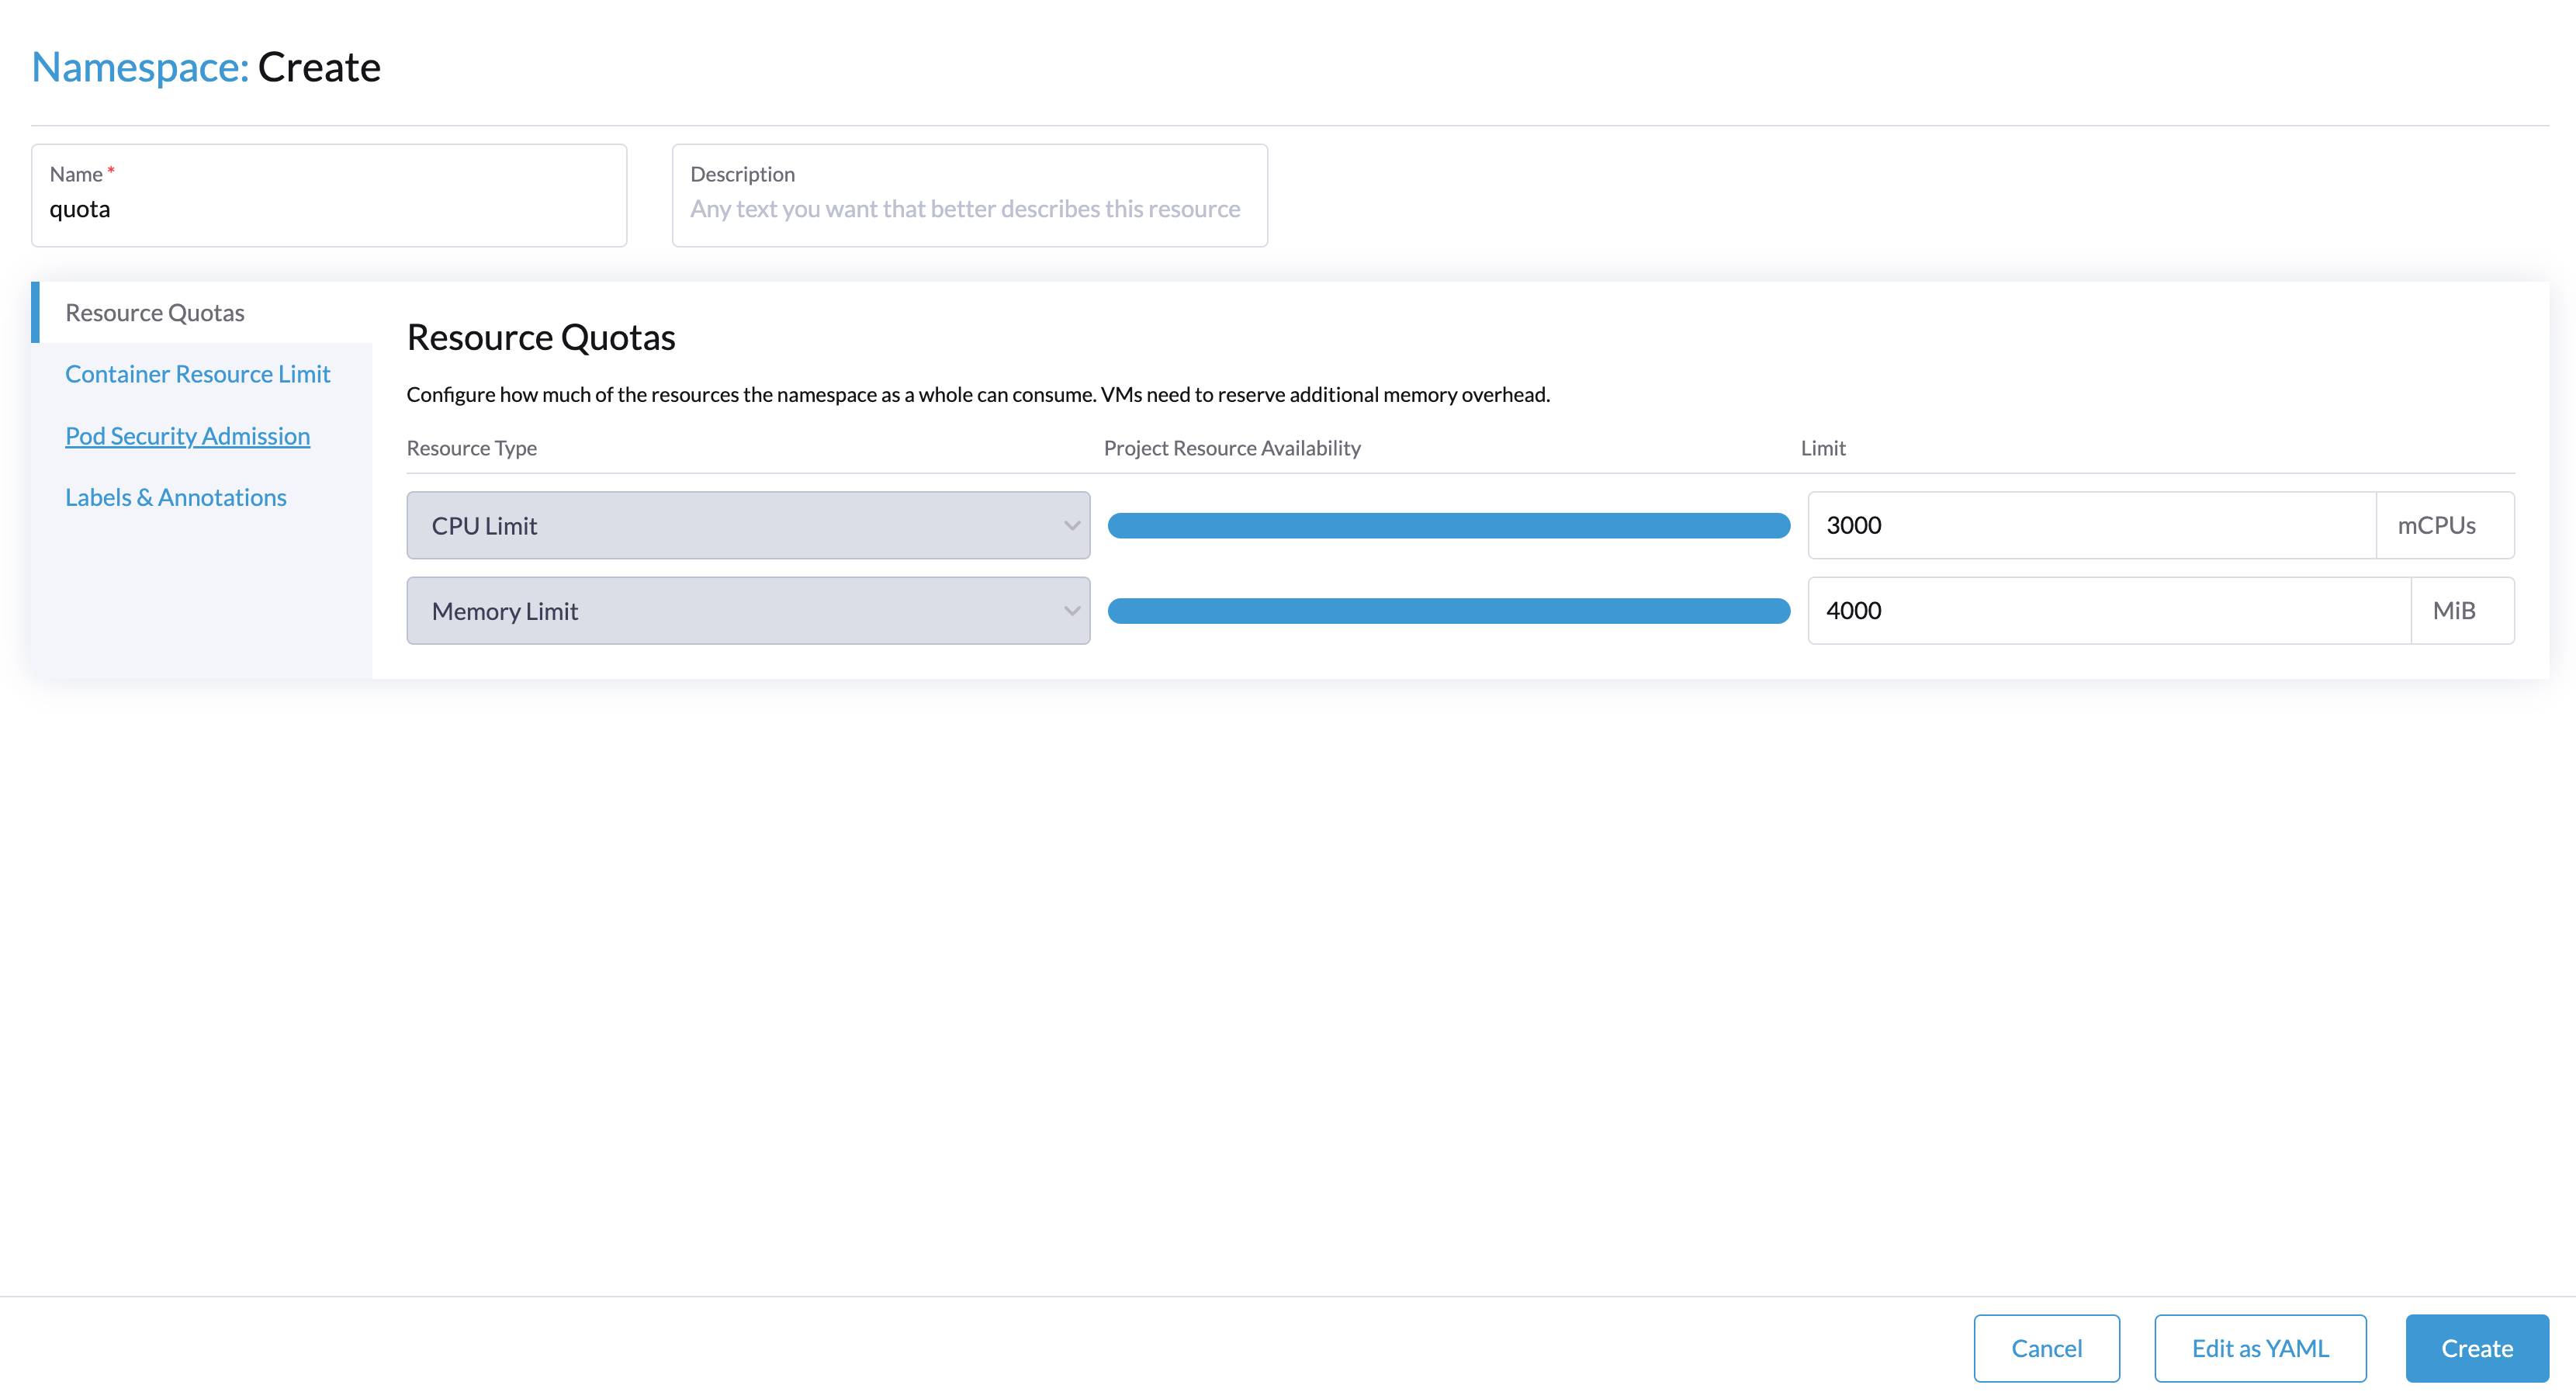 Namespace: Create
Name *
quota
Description
Any text you want that better describes this resource
Resource Quotas
Container Resource Limit
Pod Security Admission
Labels & Annotations
Resource Quotas
Configure how much of the resources the namespace as a whole can consume. VMs need to reserve additional memory overhead.
Resource Type Project Resource Availability Limit
CPU Limit 3000 mCPUs
Memory Limit 4000 MiB
Cancel Edit as YAML Create